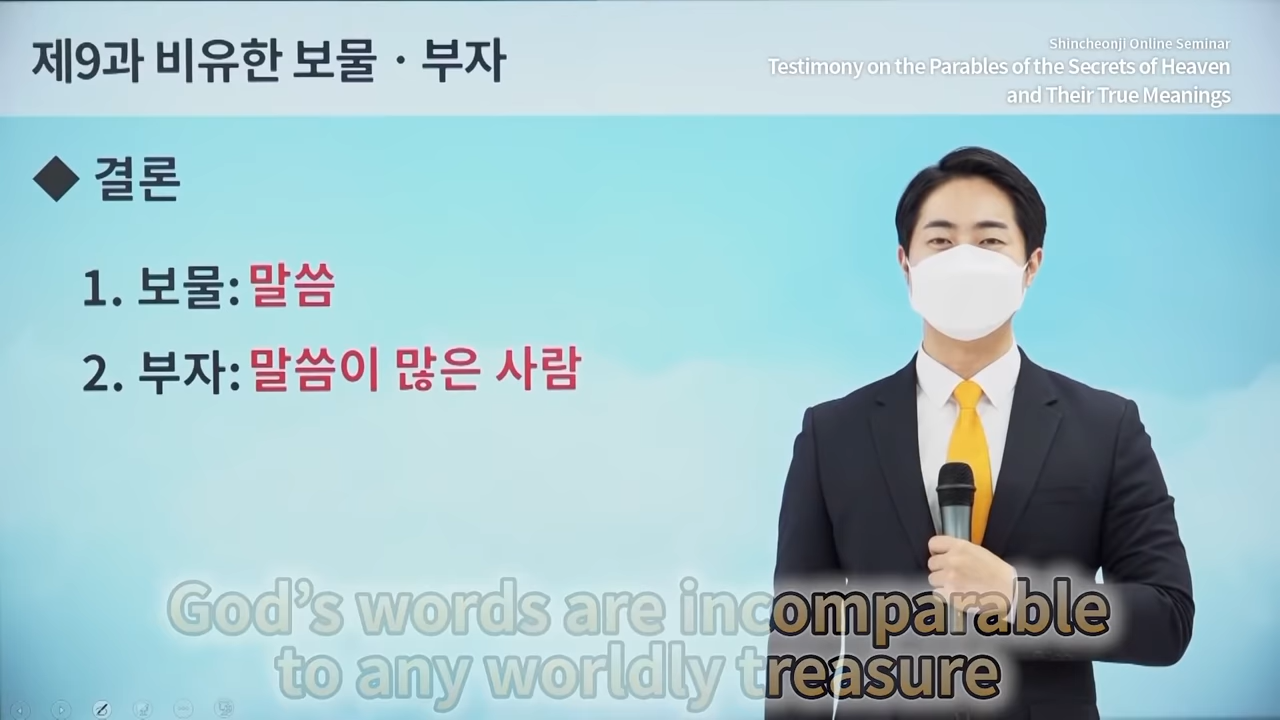 제9과 비유한 보물 · 부자
Shincheonji Online Seminar
Testimony on the Parables of the Secrets of Heaven
and Their True Meanings
◆ 결론
1. 보물: 말씀
2. 부자: 말씀이 많은 사람
God's words are incomparable
to any worldly treasure